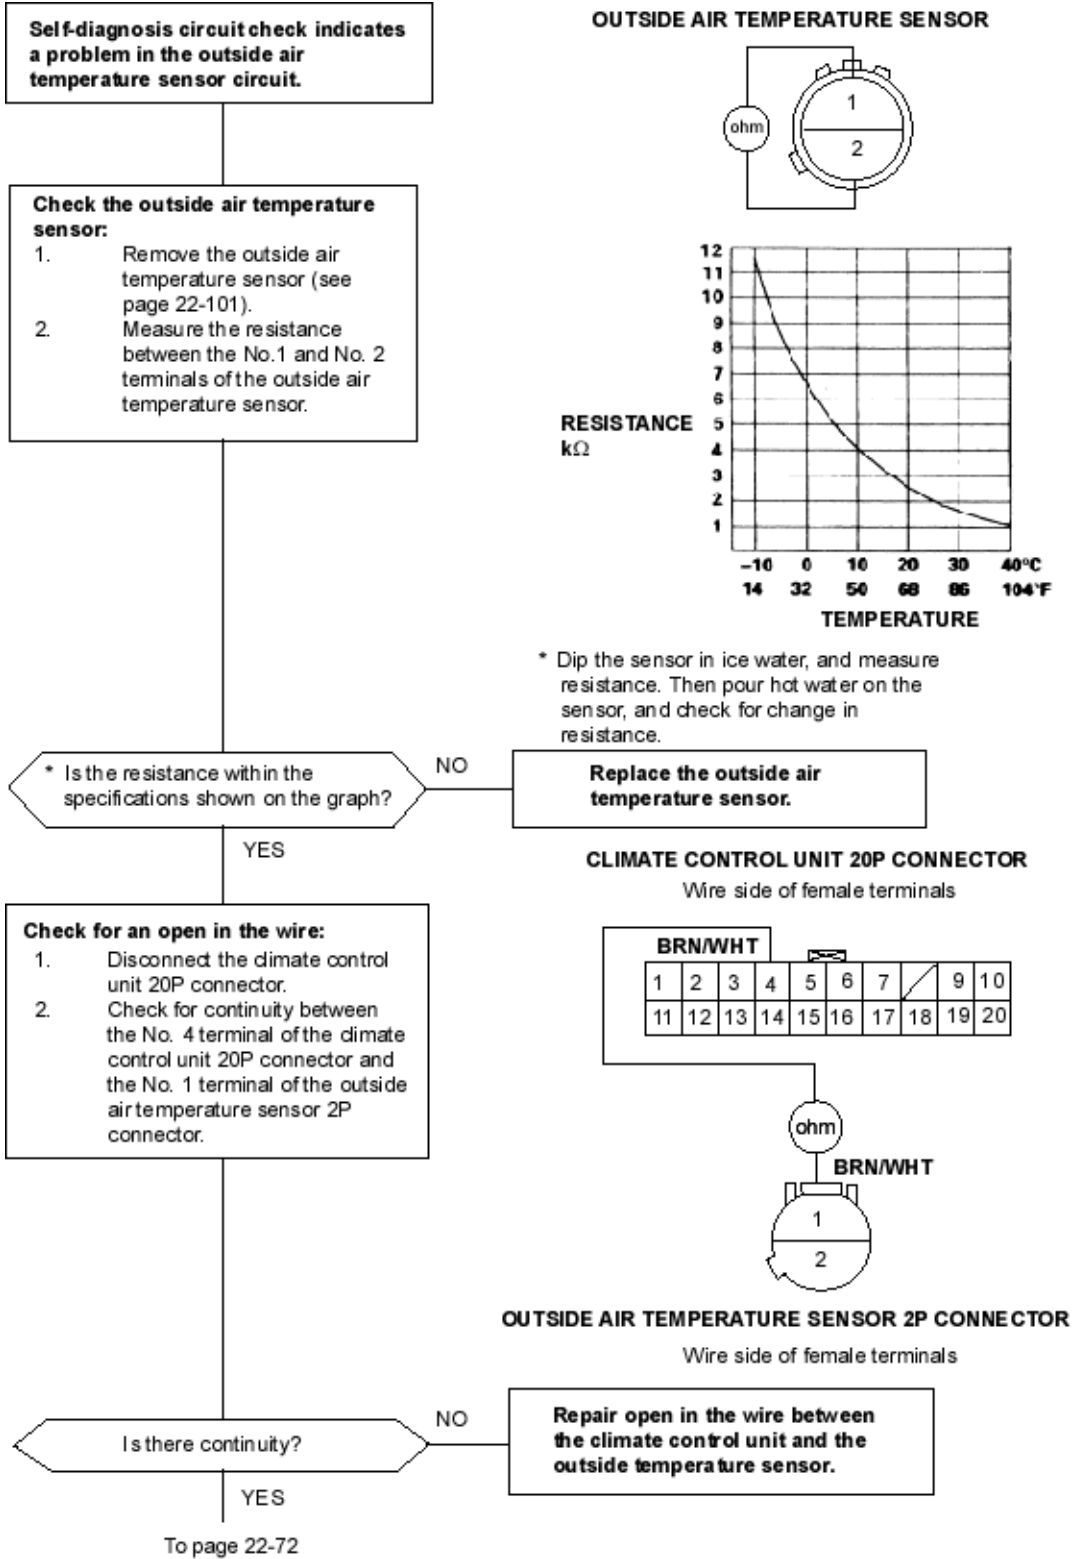 Self-diagnosis circuit check indicates
a problem in the outside air
temperature sensor circuit.
OUTSIDE AIR TEMPERATURE SENSOR
ohm
1
2
Check the outside air temperature
sensor:
1. Remove the outside air
temperature sensor (see
page 22-101).
2. Measure the resistance
between the No.1 and No. 2
terminals of the outside air
temperature sensor.
12
11
10
9
8
7
6
5
4
3
2
1
RESISTANCE
kΩ
-10 0 10 20 30 40°C
14 32 50 68 86 104°F
TEMPERATURE
* Dip the sensor in ice water, and measure
resistance. Then pour hot water on the
sensor, and check for change in
resistance.
* Is the resistance within the
specifications shown on the graph?
NO
Replace the outside air
temperature sensor.
YES
CLIMATE CONTROL UNIT 20P CONNECTOR
Wire side of female terminals
Check for an open in the wire:
1. Disconnect the climate control
unit 20P connector.
2. Check for continuity between
the No. 4 terminal of the climate
control unit 20P connector and
the No. 1 terminal of the outside
air temperature sensor 2P
connector.
BRN/WHT
1 2 3 4 5 6 7 9 10
11 12 13 14 15 16 17 18 19 20
ohm
BRN/WHT
1
2
OUTSIDE AIR TEMPERATURE SENSOR 2P CONNECTOR
Wire side of female terminals
Is there continuity?
NO
Repair open in the wire between
the climate control unit and the
outside temperature sensor.
YES
To page 22-72